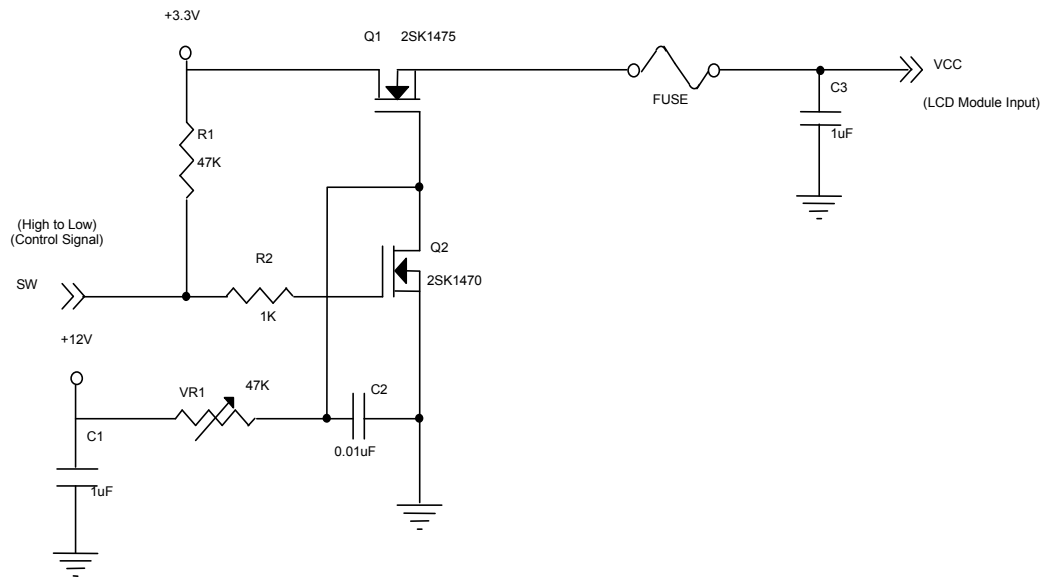 +3.3V
Q1 2SK1475
VCC
FUSE
C3
(LCD Module Input)
R1
1uF
47K
(High to Low)
(Control Signal)
Q2
R2
SW
2SK1470
1K
+12V
VR1
47K
C2
C1
0.01uF
1uF